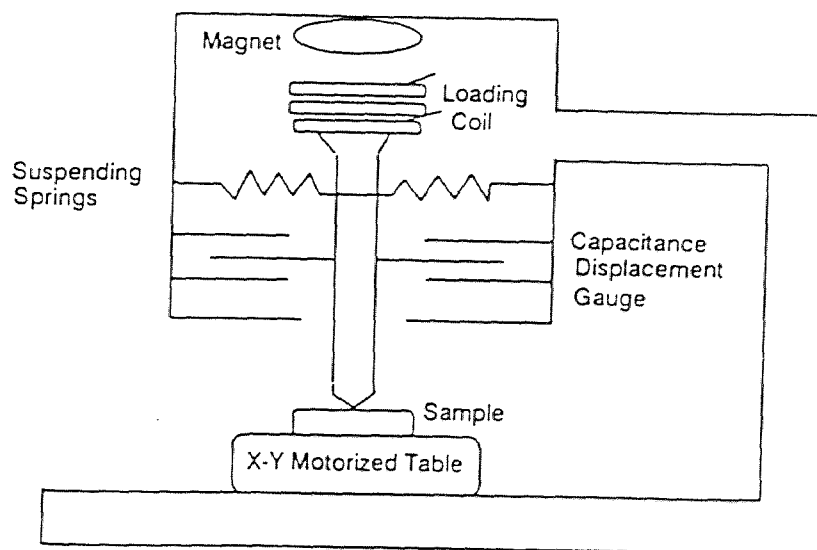 Magnet
Loading
Coil
Suspending
Springs
Capacitance
Displacement
Gauge
Sample
X-Y Motorized Table